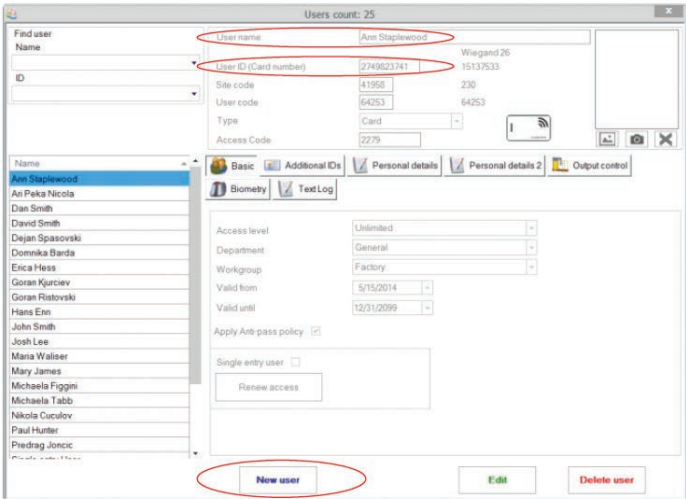 Users count: 25
x
Find user
Name
ID
User name Ann Staplewood
Wiegand 26
User ID (Card number) 2749823741 15137533
Site code 41958 230
User code 64253 64253
Type Card
Access Code 2279
Name
Ann Staplewood
Ari Peka Nicola
Dan Smith
David Smith
Dejan Spasovski
Domnika Barda
Erica Hess
Goran Kjurciev
Goran Ristovski
Hans Enn
John Smith
Josh Lee
Maria Waliser
Mary James
Michaela Figgini
Michaela Tabb
Nikola Cuculov
Paul Hunter
Predrag Joncic
Basic Additional IDs Personal details Personal details 2 Output control
Biometry Text Log
Access level Unlimited
Department General
Workgroup Factory
Valid from 5/15/2014
Valid until 12/31/2099
Apply Anti-pass policy
Single entry user
Renew access
New user Edit Delete user